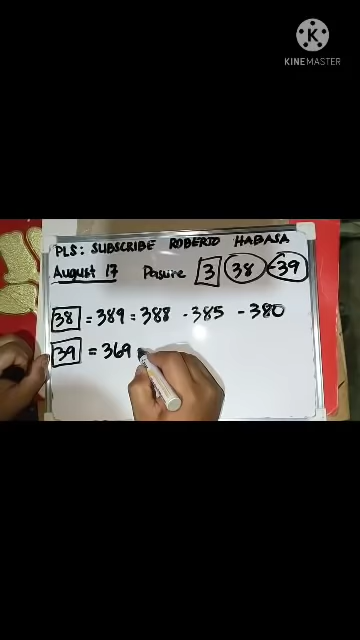 K
KINEMASTER
PLS: SUBSCRIBE ROBERTO HABASA
August 17 Pasure 3 38 - 39
38 = 389 = 388 - 385 - 380
39 = 369